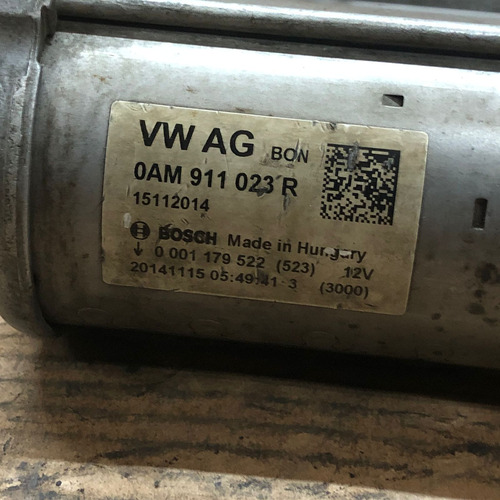 VW AG BON
0AM 911 023 R
15112014
BOSCH Made in Hungary
↓ 0 001 179 522 (523) 12V
20141115 05:49:41 3 (3000)